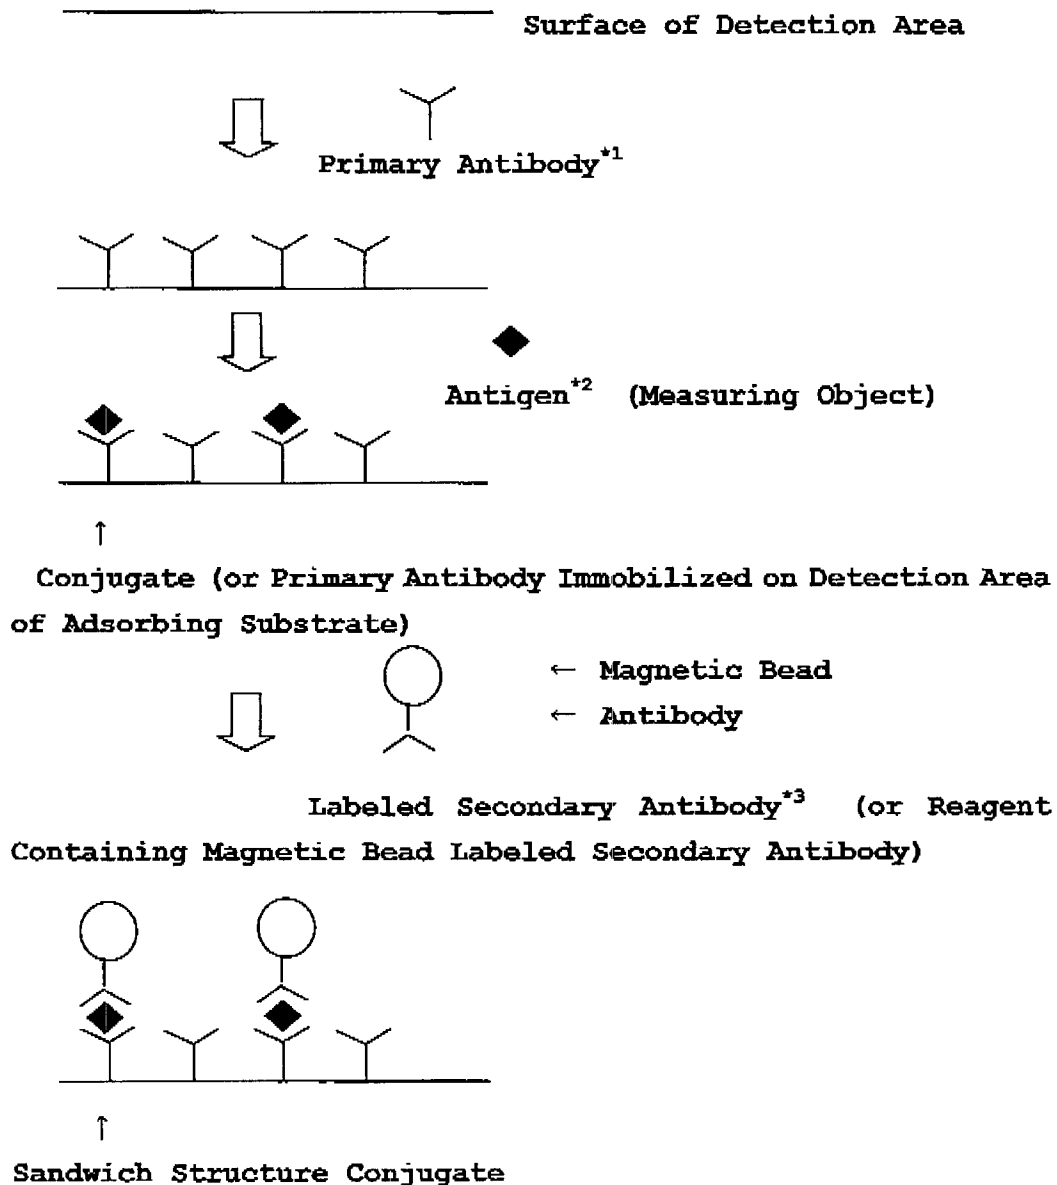 Surface of Detection Area
Primary Antibody*1
Antigen*2 (Measuring Object)
↑
Conjugate (or Primary Antibody Immobilized on Detection Area
of Adsorbing Substrate)
← Magnetic Bead
← Antibody
Labeled Secondary Antibody*3 (or Reagent
Containing Magnetic Bead Labeled Secondary Antibody)
↑
Sandwich Structure Conjugate